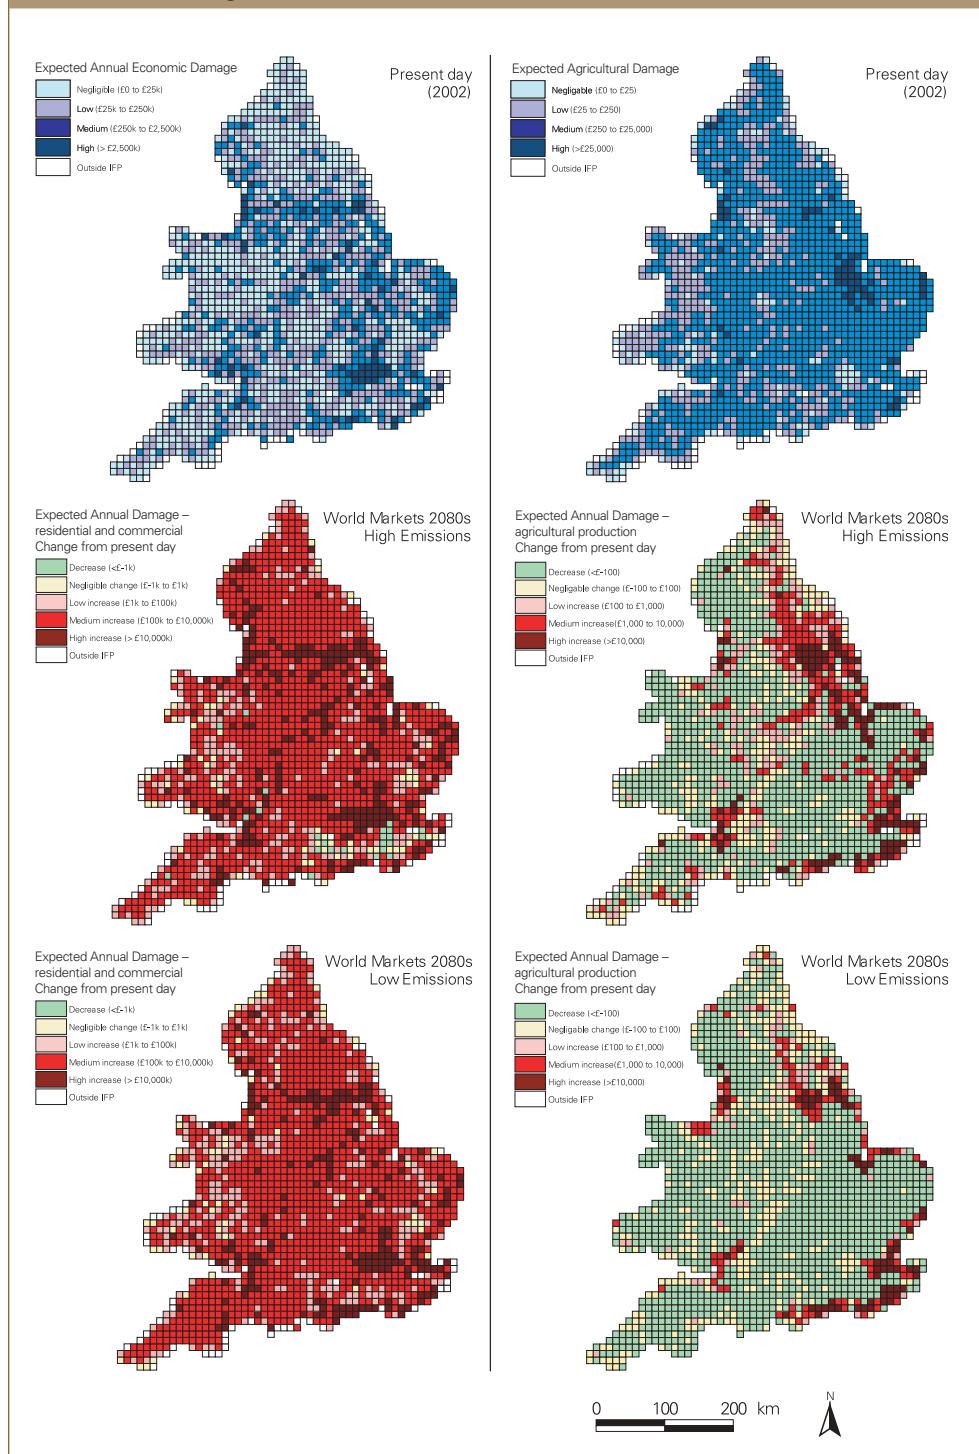 Expected Annual Economic Damage
Negligible (£0 to £25k)
Low (£25k to £250k)
Medium (£250k to £2,500k)
High (> £2,500k)
Outside IFP
Present day
(2002)
Expected Agricultural Damage
Negligable (£0 to £25)
Low (£25 to £250)
Medium (£250 to £25,000)
High (>£25,000)
Outside IFP
Present day
(2002)
Expected Annual Damage –
residential and commercial
Change from present day
Decrease (<£-1k)
Negligible change (£-1k to £1k)
Low increase (£1k to £100k)
Medium increase (£100k to £10,000k)
High increase (> £10,000k)
Outside IFP
World Markets 2080s
High Emissions
Expected Annual Damage –
agricultural production
Change from present day
Decrease (<£-100)
Negligable change (£-100 to £100)
Low increase (£100 to £1,000)
Medium increase(£1,000 to 10,000)
High increase (>£10,000)
Outside IFP
World Markets 2080s
High Emissions
Expected Annual Damage –
residential and commercial
Change from present day
Decrease (<£-1k)
Negligible change (£-1k to £1k)
Low increase (£1k to £100k)
Medium increase (£100k to £10,000k)
High increase (> £10,000k)
Outside IFP
World Markets 2080s
Low Emissions
Expected Annual Damage –
agricultural production
Change from present day
Decrease (<£-100)
Negligable change (£-100 to £100)
Low increase (£100 to £1,000)
Medium increase(£1,000 to 10,000)
High increase (>£10,000)
Outside IFP
World Markets 2080s
Low Emissions
0 100 200 km
N